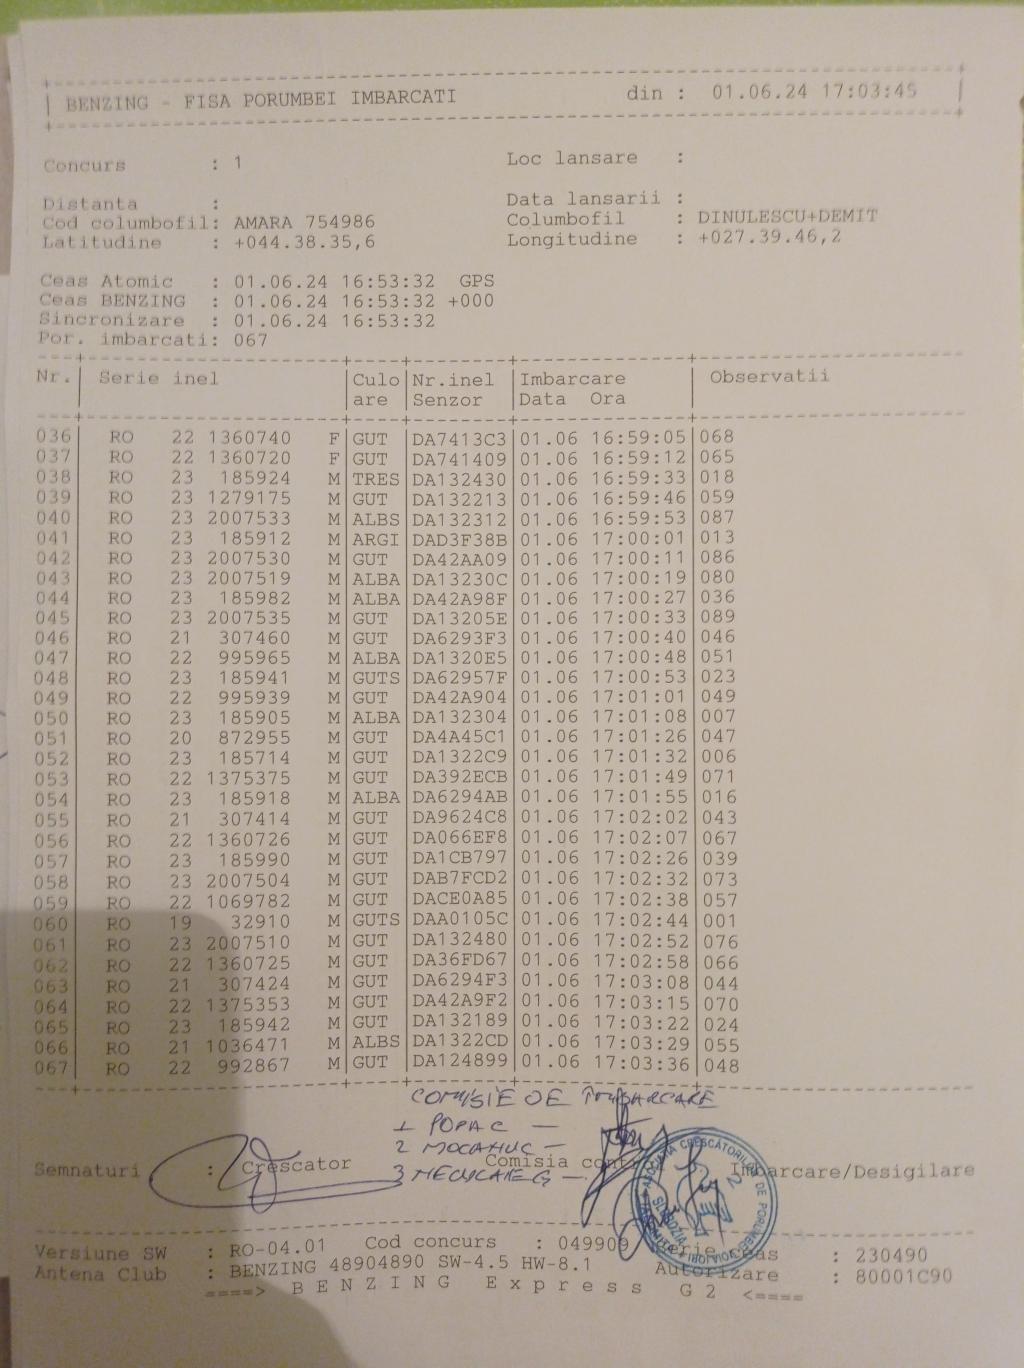 BENZING - FISA PORUMBEI IMBARCATI din : 01.06.24 17:03:45
Concurs : 1 Loc lansare :
Distanta : Data lansarii :
Cod columbofil: AMARA 754986 Columbofil : DINULESCU+DEMIT
Latitudine : +044.38.35,6 Longitudine : +027.39.46,2
Ceas Atomic : 01.06.24 16:53:32 GPS
Ceas BENZING : 01.06.24 16:53:32 +000
Sincronizare : 01.06.24 16:53:32
Por. imbarcati: 067
Nr. Serie inel Culo Nr.inel Imbarcare Observatii
are Senzor Data Ora
036 RO 22 1360740 F GUT DA7413C3 01.06 16:59:05 068
037 RO 22 1360720 F GUT DA741409 01.06 16:59:12 065
038 RO 23 185924 M TRES DA132430 01.06 16:59:33 018
039 RO 23 1279175 M GUT DA132213 01.06 16:59:46 059
040 RO 23 2007533 M ALBS DA132312 01.06 16:59:53 087
041 RO 23 185912 M ARGI DAD3F38B 01.06 17:00:01 013
042 RO 23 2007530 M GUT DA42AA09 01.06 17:00:11 086
043 RO 23 2007519 M ALBA DA13230C 01.06 17:00:19 080
044 RO 23 185982 M ALBA DA42A98F 01.06 17:00:27 036
045 RO 23 2007535 M GUT DA13205E 01.06 17:00:33 089
046 RO 21 307460 M GUT DA6293F3 01.06 17:00:40 046
047 RO 22 995965 M ALBA DA1320E5 01.06 17:00:48 051
048 RO 23 185941 M GUTS DA62957F 01.06 17:00:53 023
049 RO 22 995939 M GUT DA42A904 01.06 17:01:01 049
050 RO 23 185905 M ALBA DA132304 01.06 17:01:08 007
051 RO 20 872955 M GUT DA4A45C1 01.06 17:01:26 047
052 RO 23 185714 M GUT DA1322C9 01.06 17:01:32 006
053 RO 22 1375375 M GUT DA392ECB 01.06 17:01:49 071
054 RO 23 185918 M ALBA DA6294AB 01.06 17:01:55 016
055 RO 21 307414 M GUT DA9624C8 01.06 17:02:02 043
056 RO 22 1360726 M GUT DA066EF8 01.06 17:02:07 067
057 RO 23 185990 M GUT DA1CB797 01.06 17:02:26 039
058 RO 23 2007504 M GUT DAB7FCD2 01.06 17:02:32 073
059 RO 22 1069782 M GUT DACE0A85 01.06 17:02:38 057
060 RO 19 32910 M GUTS DAA0105C 01.06 17:02:44 001
061 RO 23 2007510 M GUT DA132480 01.06 17:02:52 076
062 RO 22 1360725 M GUT DA36FD67 01.06 17:02:58 066
063 RO 21 307424 M GUT DA6294F3 01.06 17:03:08 044
064 RO 22 1375353 M GUT DA42A9F2 01.06 17:03:15 070
065 RO 23 185942 M GUT DA132189 01.06 17:03:22 024
066 RO 21 1036471 M ALBS DA1322CD 01.06 17:03:29 055
067 RO 22 992867 M GUT DA124899 01.06 17:03:36 048
COMISIE DE IMBARCARE
1 POPA C —
2 MOCANUC —
Semnaturi : Crescator Comisia Imbarcare/Desigilare
3
Versiune SW : RO-04.01 Cod concurs : 049909 Serie ceas : 230490
Antena Club : BENZING 48904890 SW-4.5 HW-8.1 Autorizare : 80001C90
====> B E N Z I N G E x p r e s s G 2 <====